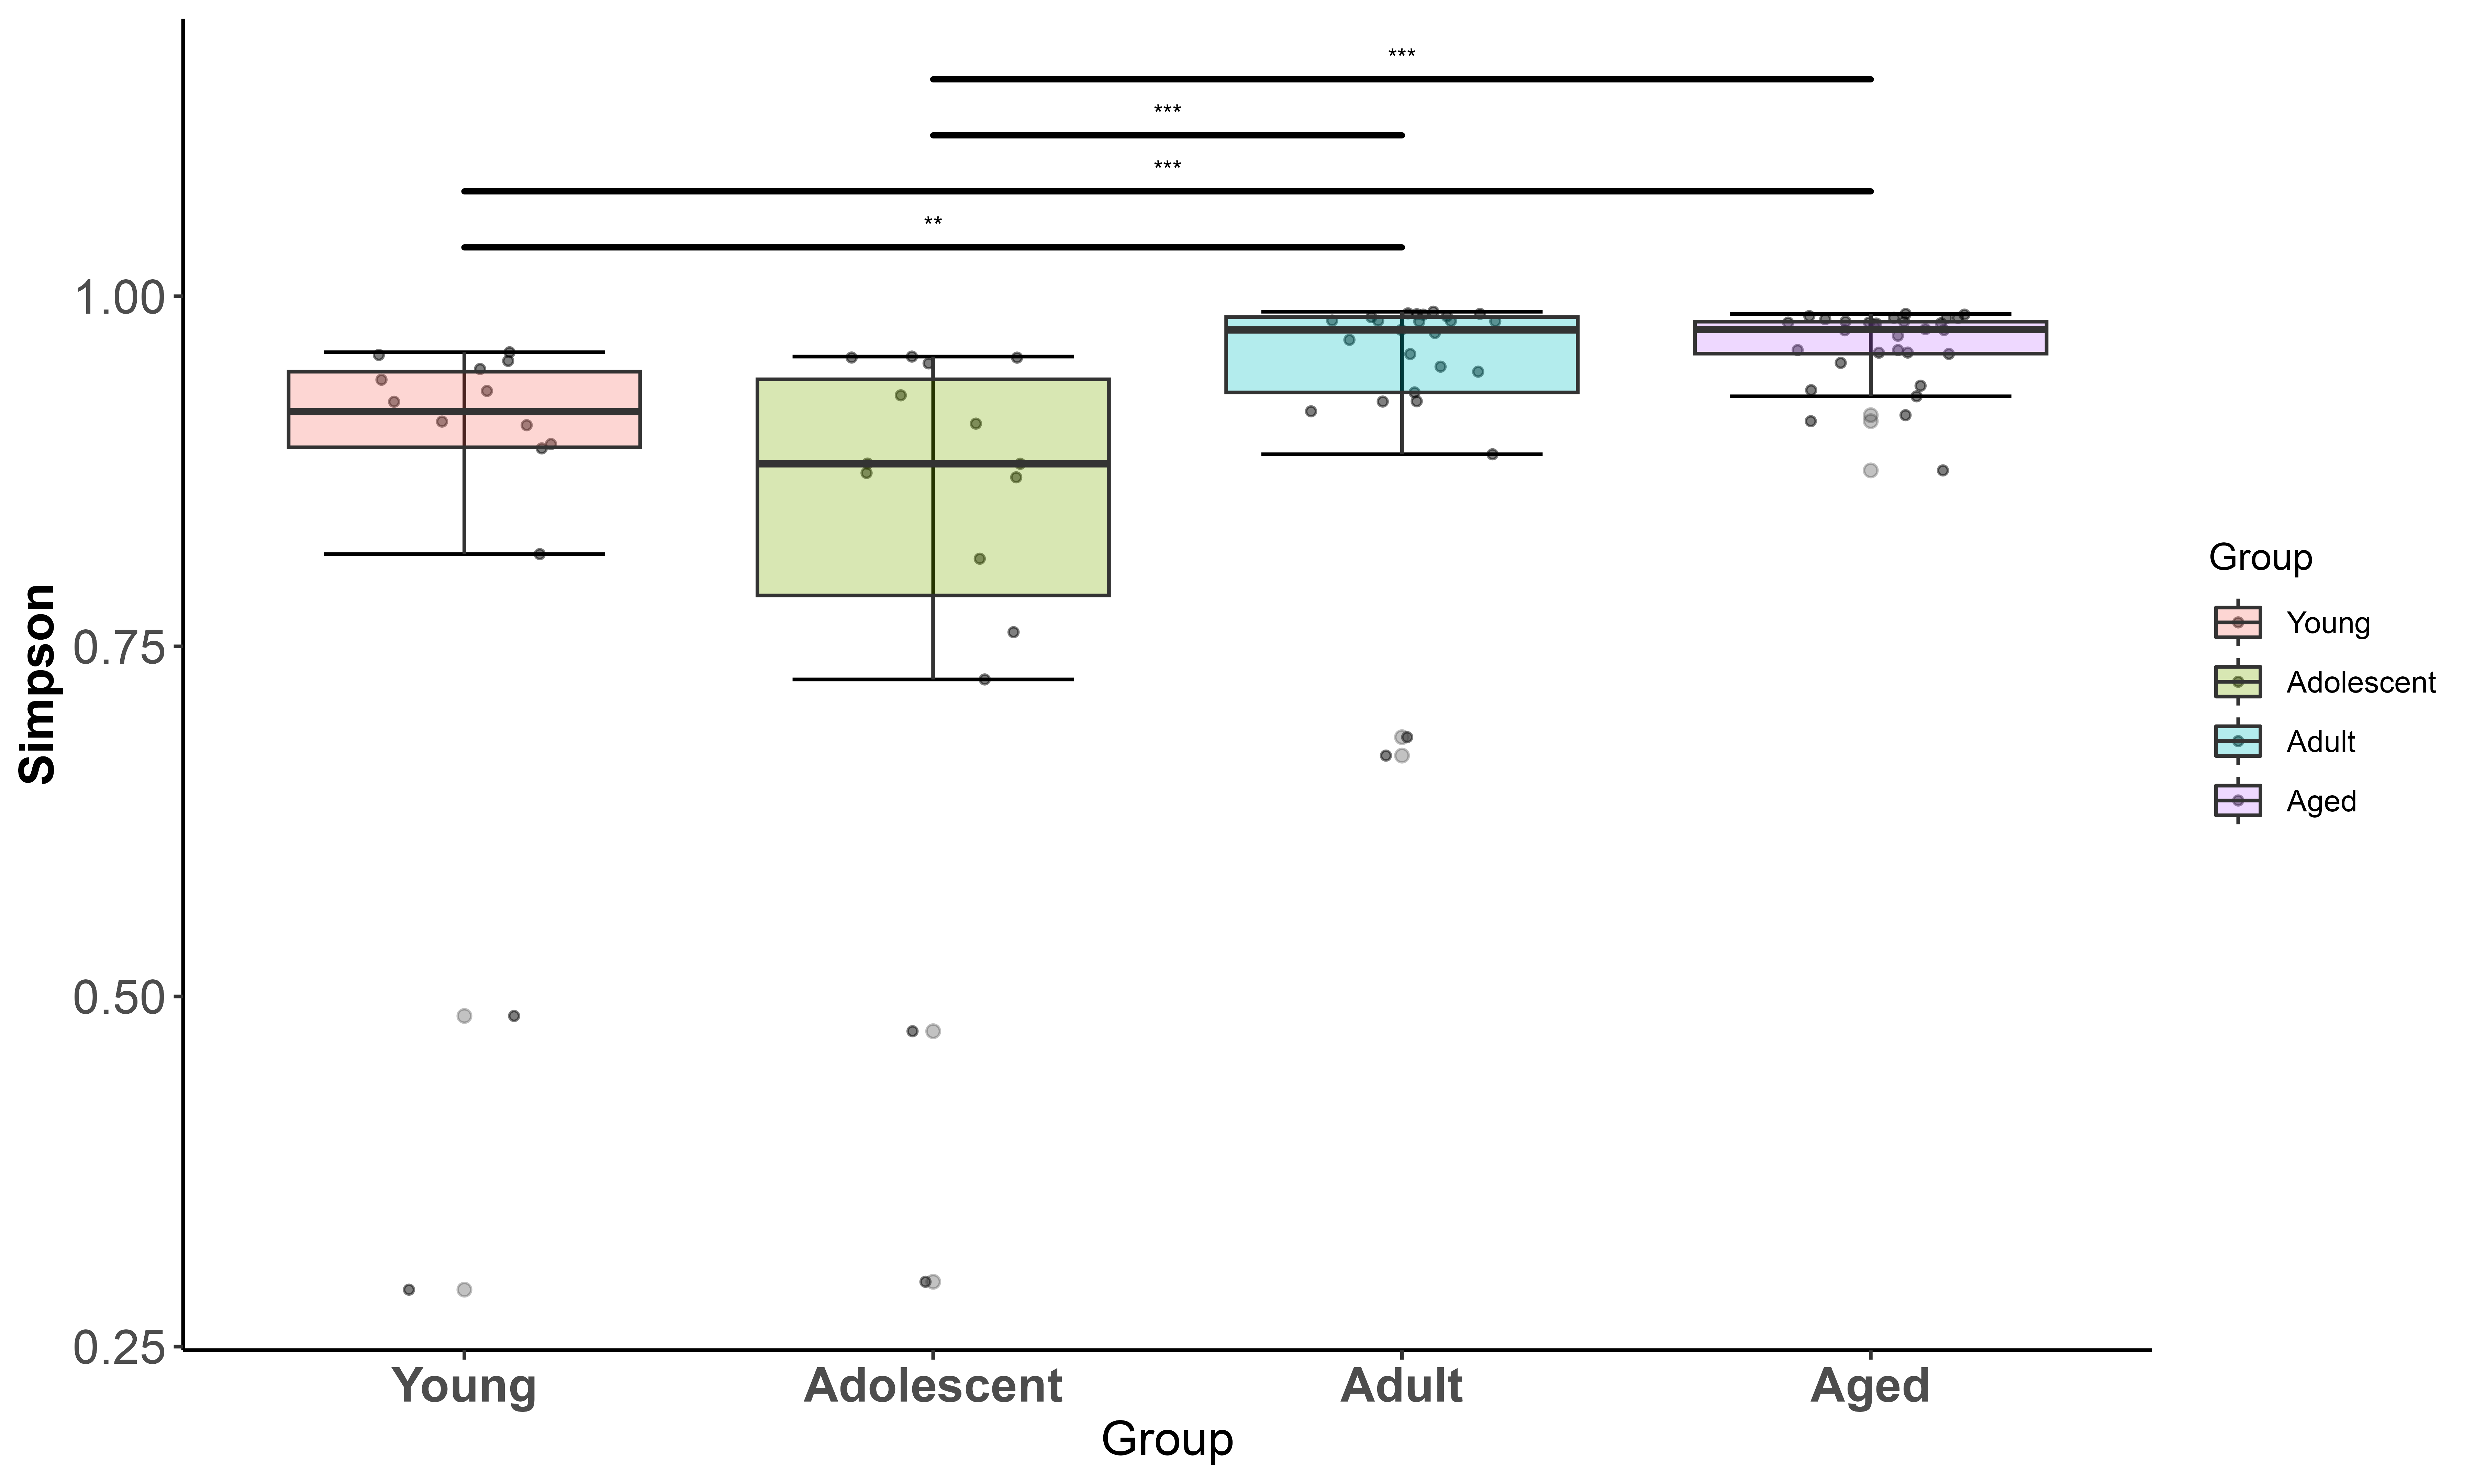 ***
***
***
**
1.00
0.75
0.50
0.25
Simpson
Young
Adolescent
Adult
Aged
Group
Group
Young
Adolescent
Adult
Aged